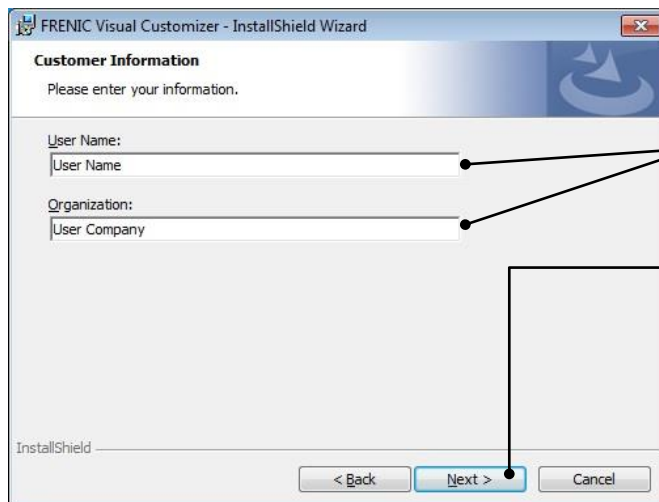 FRENIC Visual Customizer - InstallShield Wizard
Customer Information
Please enter your information.
User Name:
User Name
Organization:
User Company
InstallShield
< Back Next > Cancel